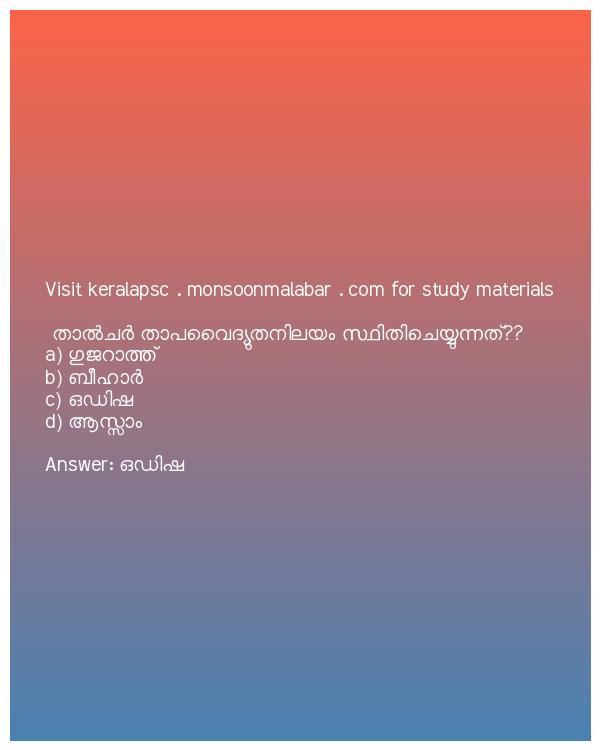 Visit keralapsc . monsoonmalabar . com for study materials
താൽചർ താപവൈദ്യുതനിലയം സ്ഥിതിചെയ്യുന്നത്??
a) ഗുജറാത്ത്
b) ബീഹാർ
c) ഒഡിഷ
d) ആസ്സാം
Answer: ഒഡിഷ